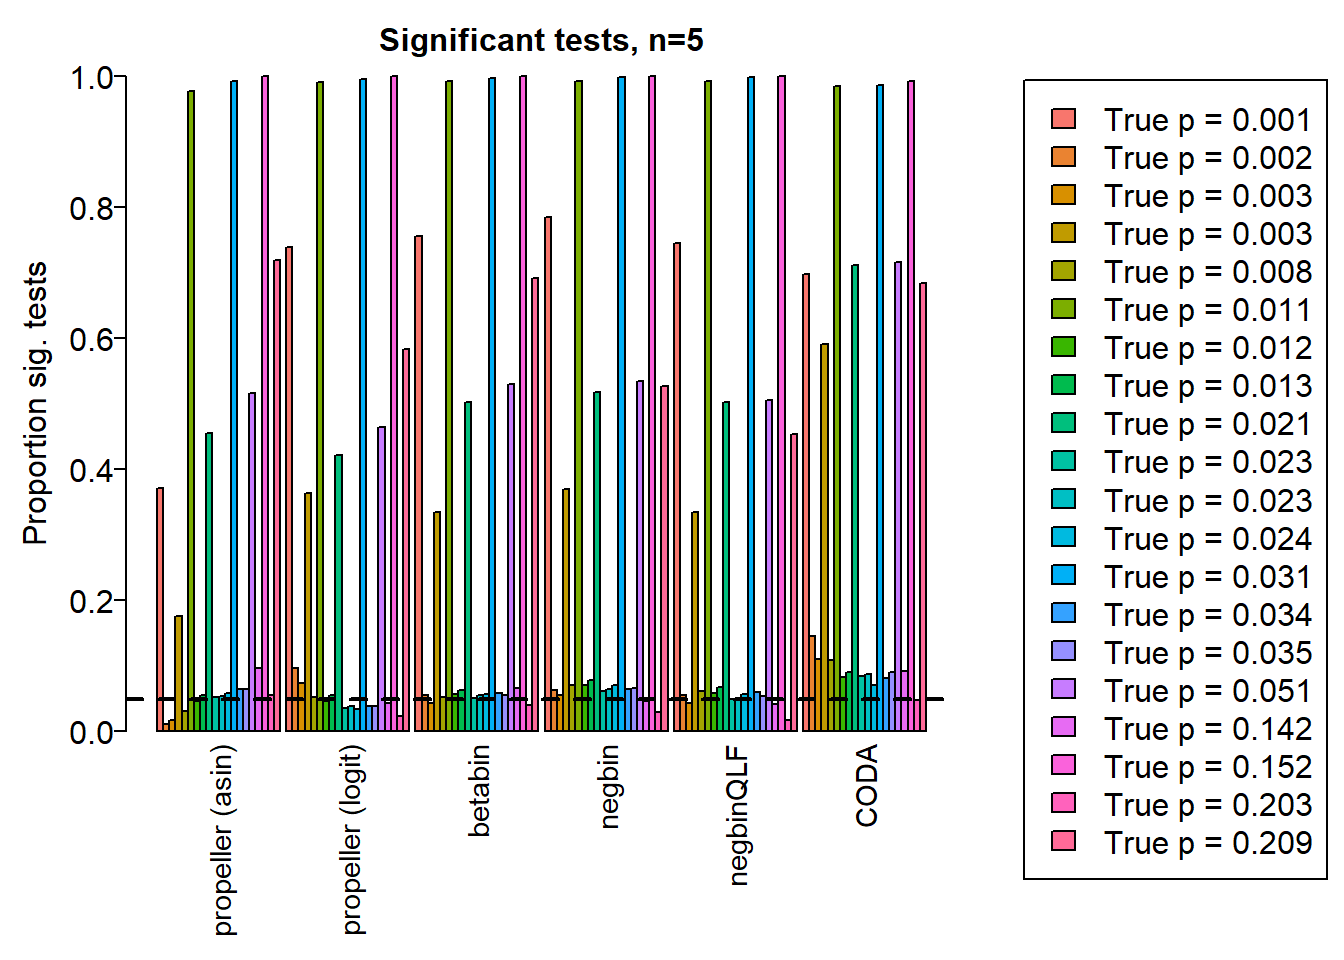 Significant tests, n=5
Proportion sig. tests
1.0
0.8
0.6
0.4
0.2
0.0
propeller (asin)
propeller (logit)
betabin
negbin
negbinQLF
CODA
True p = 0.001
True p = 0.002
True p = 0.003
True p = 0.003
True p = 0.008
True p = 0.011
True p = 0.012
True p = 0.013
True p = 0.021
True p = 0.023
True p = 0.023
True p = 0.024
True p = 0.031
True p = 0.034
True p = 0.035
True p = 0.051
True p = 0.142
True p = 0.152
True p = 0.203
True p = 0.209